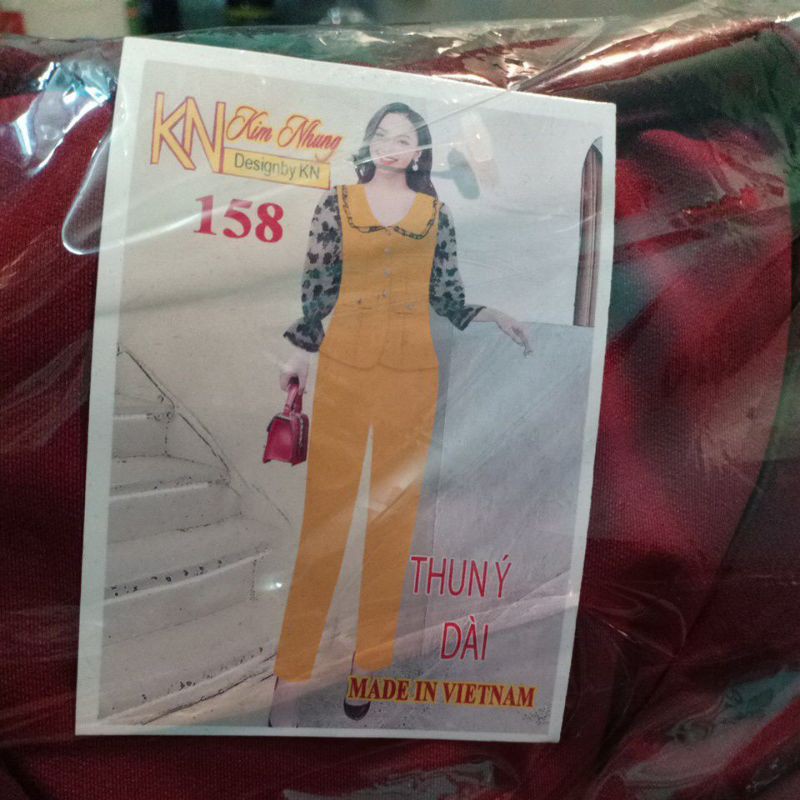 KN Kim Nhung
Designby KN
158
THUN Ý
DÀI
MADE IN VIETNAM